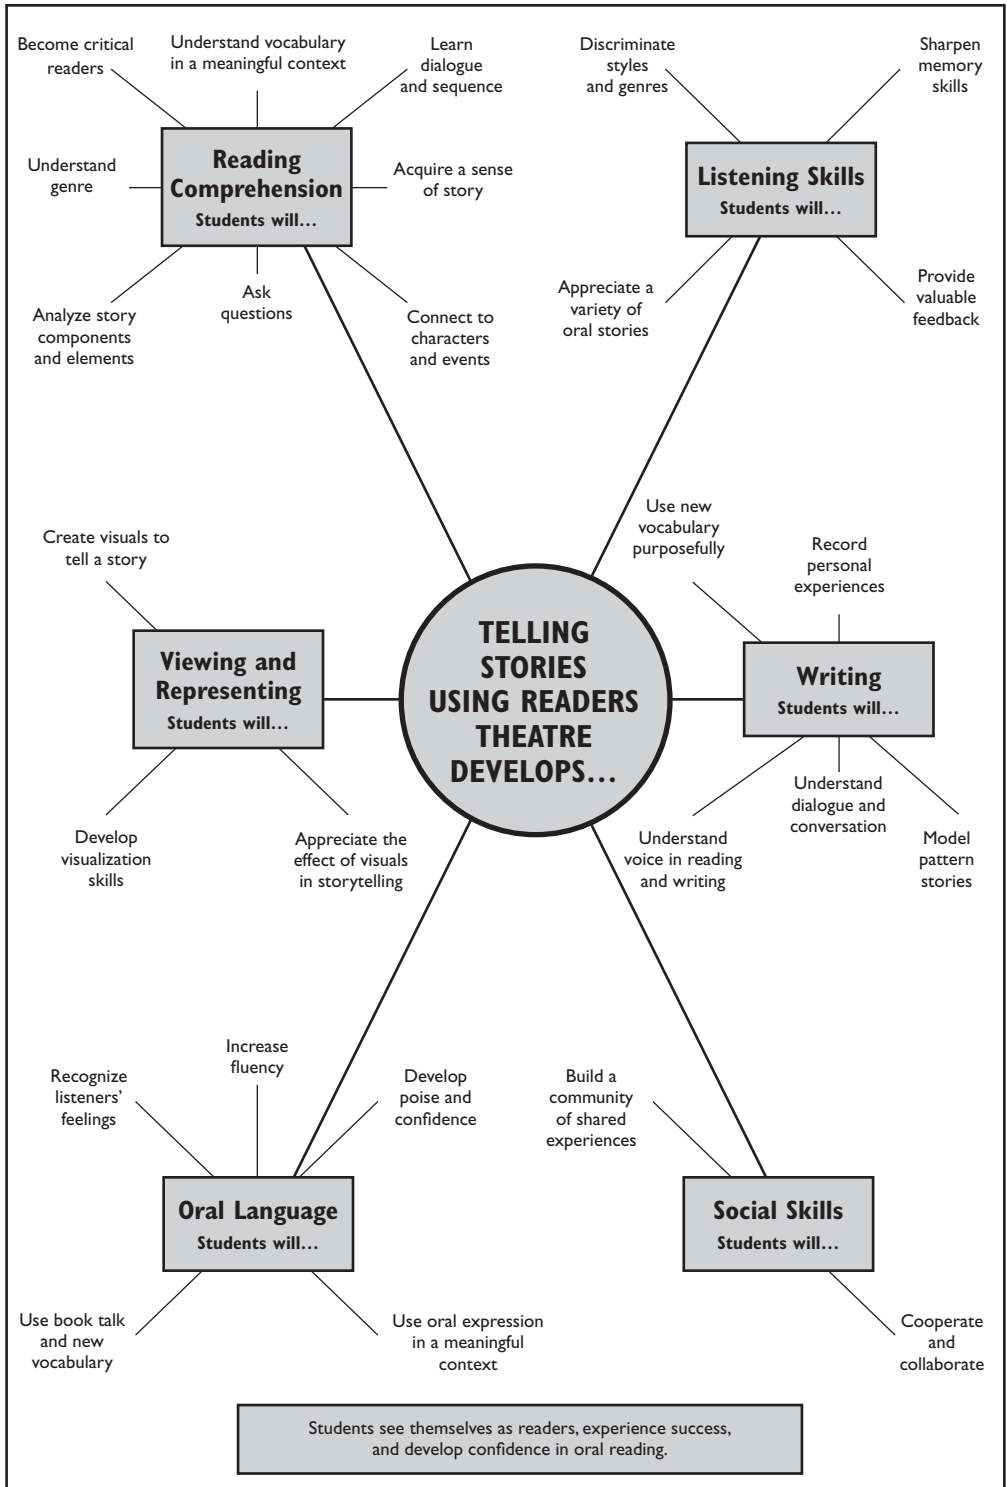 Become critical
readers
Understand vocabulary
in a meaningful context
Learn
dialogue
and sequence
Understand
genre
Reading
Comprehension
Students will…
Acquire a sense
of story
Analyze story
components
and elements
Ask
questions
Connect to
characters
and events
Discriminate
styles
and genres
Sharpen
memory
skills
Listening Skills
Students will…
Appreciate a
variety of
oral stories
Provide
valuable
feedback
Create visuals to
tell a story
Viewing and
Representing
Students will…
Develop
visualization
skills
Appreciate the
effect of visuals
in storytelling
TELLING
STORIES
USING READERS
THEATRE
DEVELOPS…
Use new
vocabulary
purposefully
Record
personal
experiences
Writing
Students will…
Understand
voice in reading
and writing
Understand
dialogue and
conversation
Model
pattern
stories
Recognize
listeners’
feelings
Increase
fluency
Develop
poise and
confidence
Oral Language
Students will…
Use book talk
and new
vocabulary
Use oral expression
in a meaningful
context
Build a
community
of shared
experiences
Social Skills
Students will…
Cooperate
and
collaborate
Students see themselves as readers, experience success,
and develop confidence in oral reading.